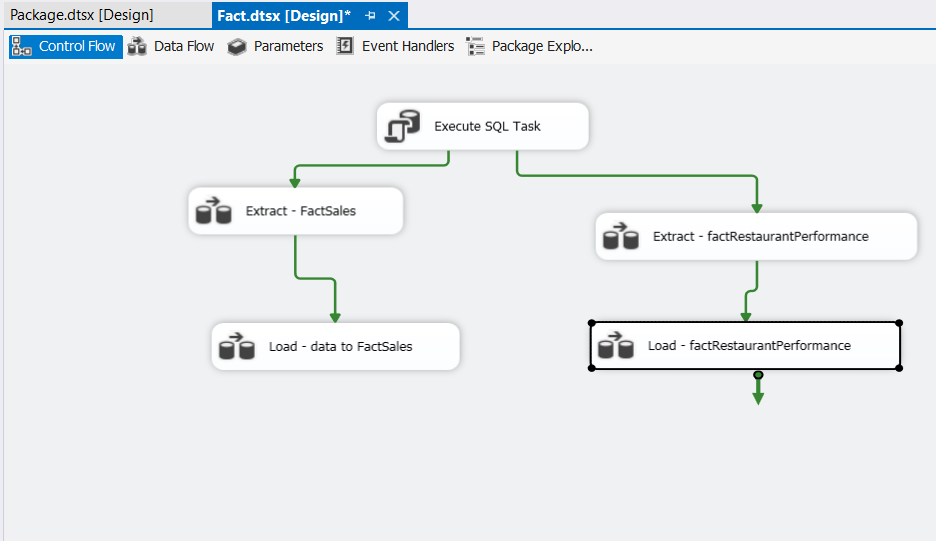 Package.dtsx [Design]
Fact.dtsx [Design]*
Control Flow
Data Flow
Parameters
Event Handlers
Package Explo...
Execute SQL Task
Extract - FactSales
Extract - factRestaurantPerformance
Load - data to FactSales
Load - factRestaurantPerformance